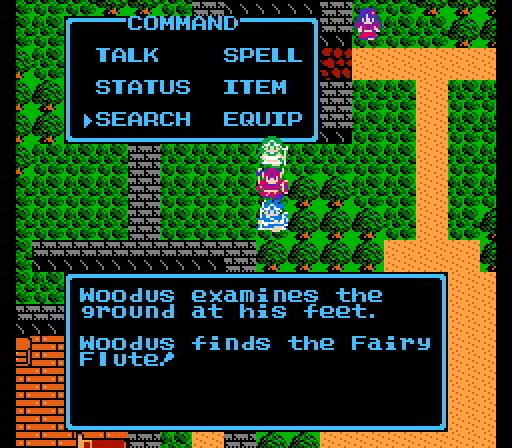 COMMAND
TALK SPELL
STATUS ITEM
SEARCH EQUIP
Woodus examines the
ground at his feet.
Woodus finds the Fairy
Flute!